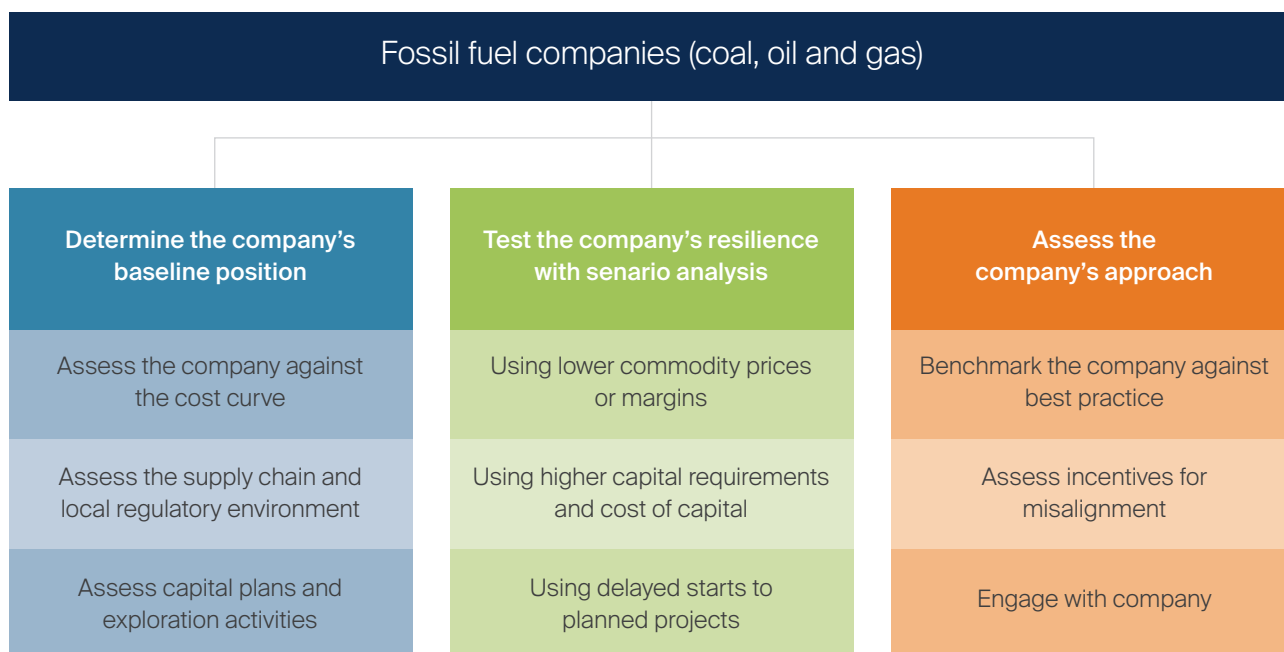 Fossil fuel companies (coal, oil and gas)
Determine the company’s
baseline position
Assess the company against
the cost curve
Assess the supply chain and
local regulatory environment
Assess capital plans and
exploration activities
Test the company’s resilience
with senario analysis
Using lower commodity prices
or margins
Using higher capital requirements
and cost of capital
Using delayed starts to
planned projects
Assess the
company’s approach
Benchmark the company against
best practice
Assess incentives for
misalignment
Engage with company